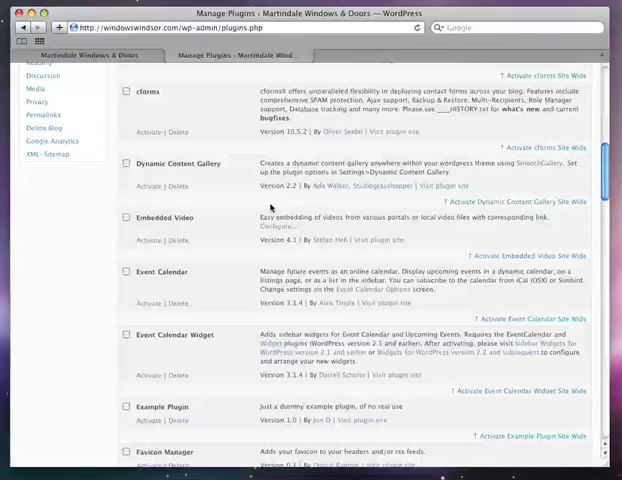 Manage Plugins ‹ Martindale Windows & Doors — WordPress
http://windowswindsor.com/wp-admin/plugins.php
Google
Martindale Windows & Doors
Manage Plugins ‹ Martindale Wind...
Reading
Discussion
Media
Privacy
Permalinks
Delete Blog
Google Analytics
XML-Sitemap
↑ Activate cforms Site Wide
cforms
cformsII offers unparalleled flexibility in deploying contact forms across your blog. Features include
comprehensive SPAM protection, Ajax support, Backup & Restore, Multi-Recipients, Role Manager
support, Database tracking and many more. Please see ____HISTORY.txt for what's new and current
bugfixes.
Activate | Delete
Version 10.5.2 | By Oliver Seidel | Visit plugin site
↑ Activate cforms Site Wide
Dynamic Content Gallery
Creates a dynamic content gallery anywhere within your wordpress theme using SmoothGallery. Set
up the plugin options in Settings>Dynamic Content Gallery.
Activate | Delete
Version 2.2 | By Ade Walker, Studiograsshopper | Visit plugin site
↑ Activate Dynamic Content Gallery Site Wide
Embedded Video
Easy embedding of videos from various portals or local video files with corresponding link.
Configure...
Activate | Delete
Version 4.1 | By Stefan Heß | Visit plugin site
↑ Activate Embedded Video Site Wide
Event Calendar
Manage future events as an online calendar. Display upcoming events in a dynamic calendar, on a
listings page, or as a list in the sidebar. You can subscribe to the calendar from iCal (OSX) or Sunbird.
Change settings on the Event Calendar Options screen.
Activate | Delete
Version 3.1.4 | By Alex Tingle | Visit plugin site
↑ Activate Event Calendar Site Wide
Event Calendar Widget
Adds sidebar widgets for Event Calendar and Upcoming Events. Requires the EventCalendar and
Widget plugins (WordPress version 2.1 and earlier). After activating, please visit Sidebar Widgets for
WordPress version 2.1 and earlier or Widgets for WordPress version 2.2 and subsequent to configure
and arrange your new widgets.
Activate | Delete
Version 3.1.4 | By Darrell Schulte | Visit plugin site
↑ Activate Event Calendar Widget Site Wide
Example Plugin
Just a dummy example plugin, of no real use
Activate | Delete
Version 1.0 | By Jon D | Visit plugin site
↑ Activate Example Plugin Site Wide
Favicon Manager
Adds your favicon to your headers and/or rss feeds.